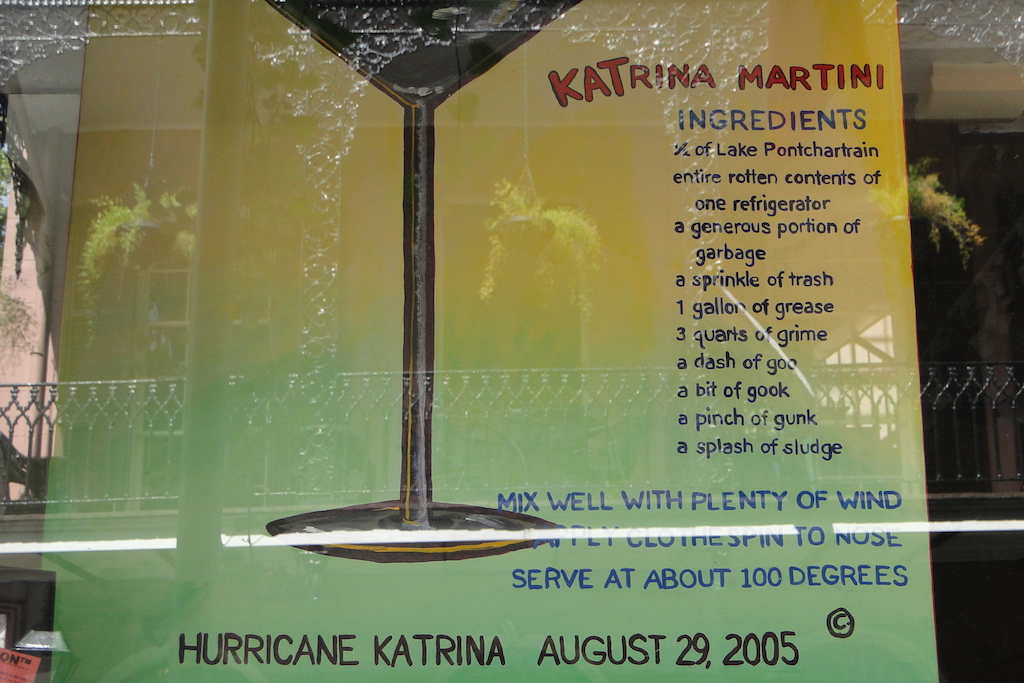 KATRINA MARTINI
INGREDIENTS
½ of Lake Pontchartrain
entire rotten contents of
one refrigerator
a generous portion of
garbage
a sprinkle of trash
1 gallon of grease
3 quarts of grime
a dash of goo
a bit of gook
a pinch of gunk
a splash of sludge
MIX WELL WITH PLENTY OF WIND
APPLY CLOTHESPIN TO NOSE
SERVE AT ABOUT 100 DEGREES
©
HURRICANE KATRINA AUGUST 29, 2005
ON™